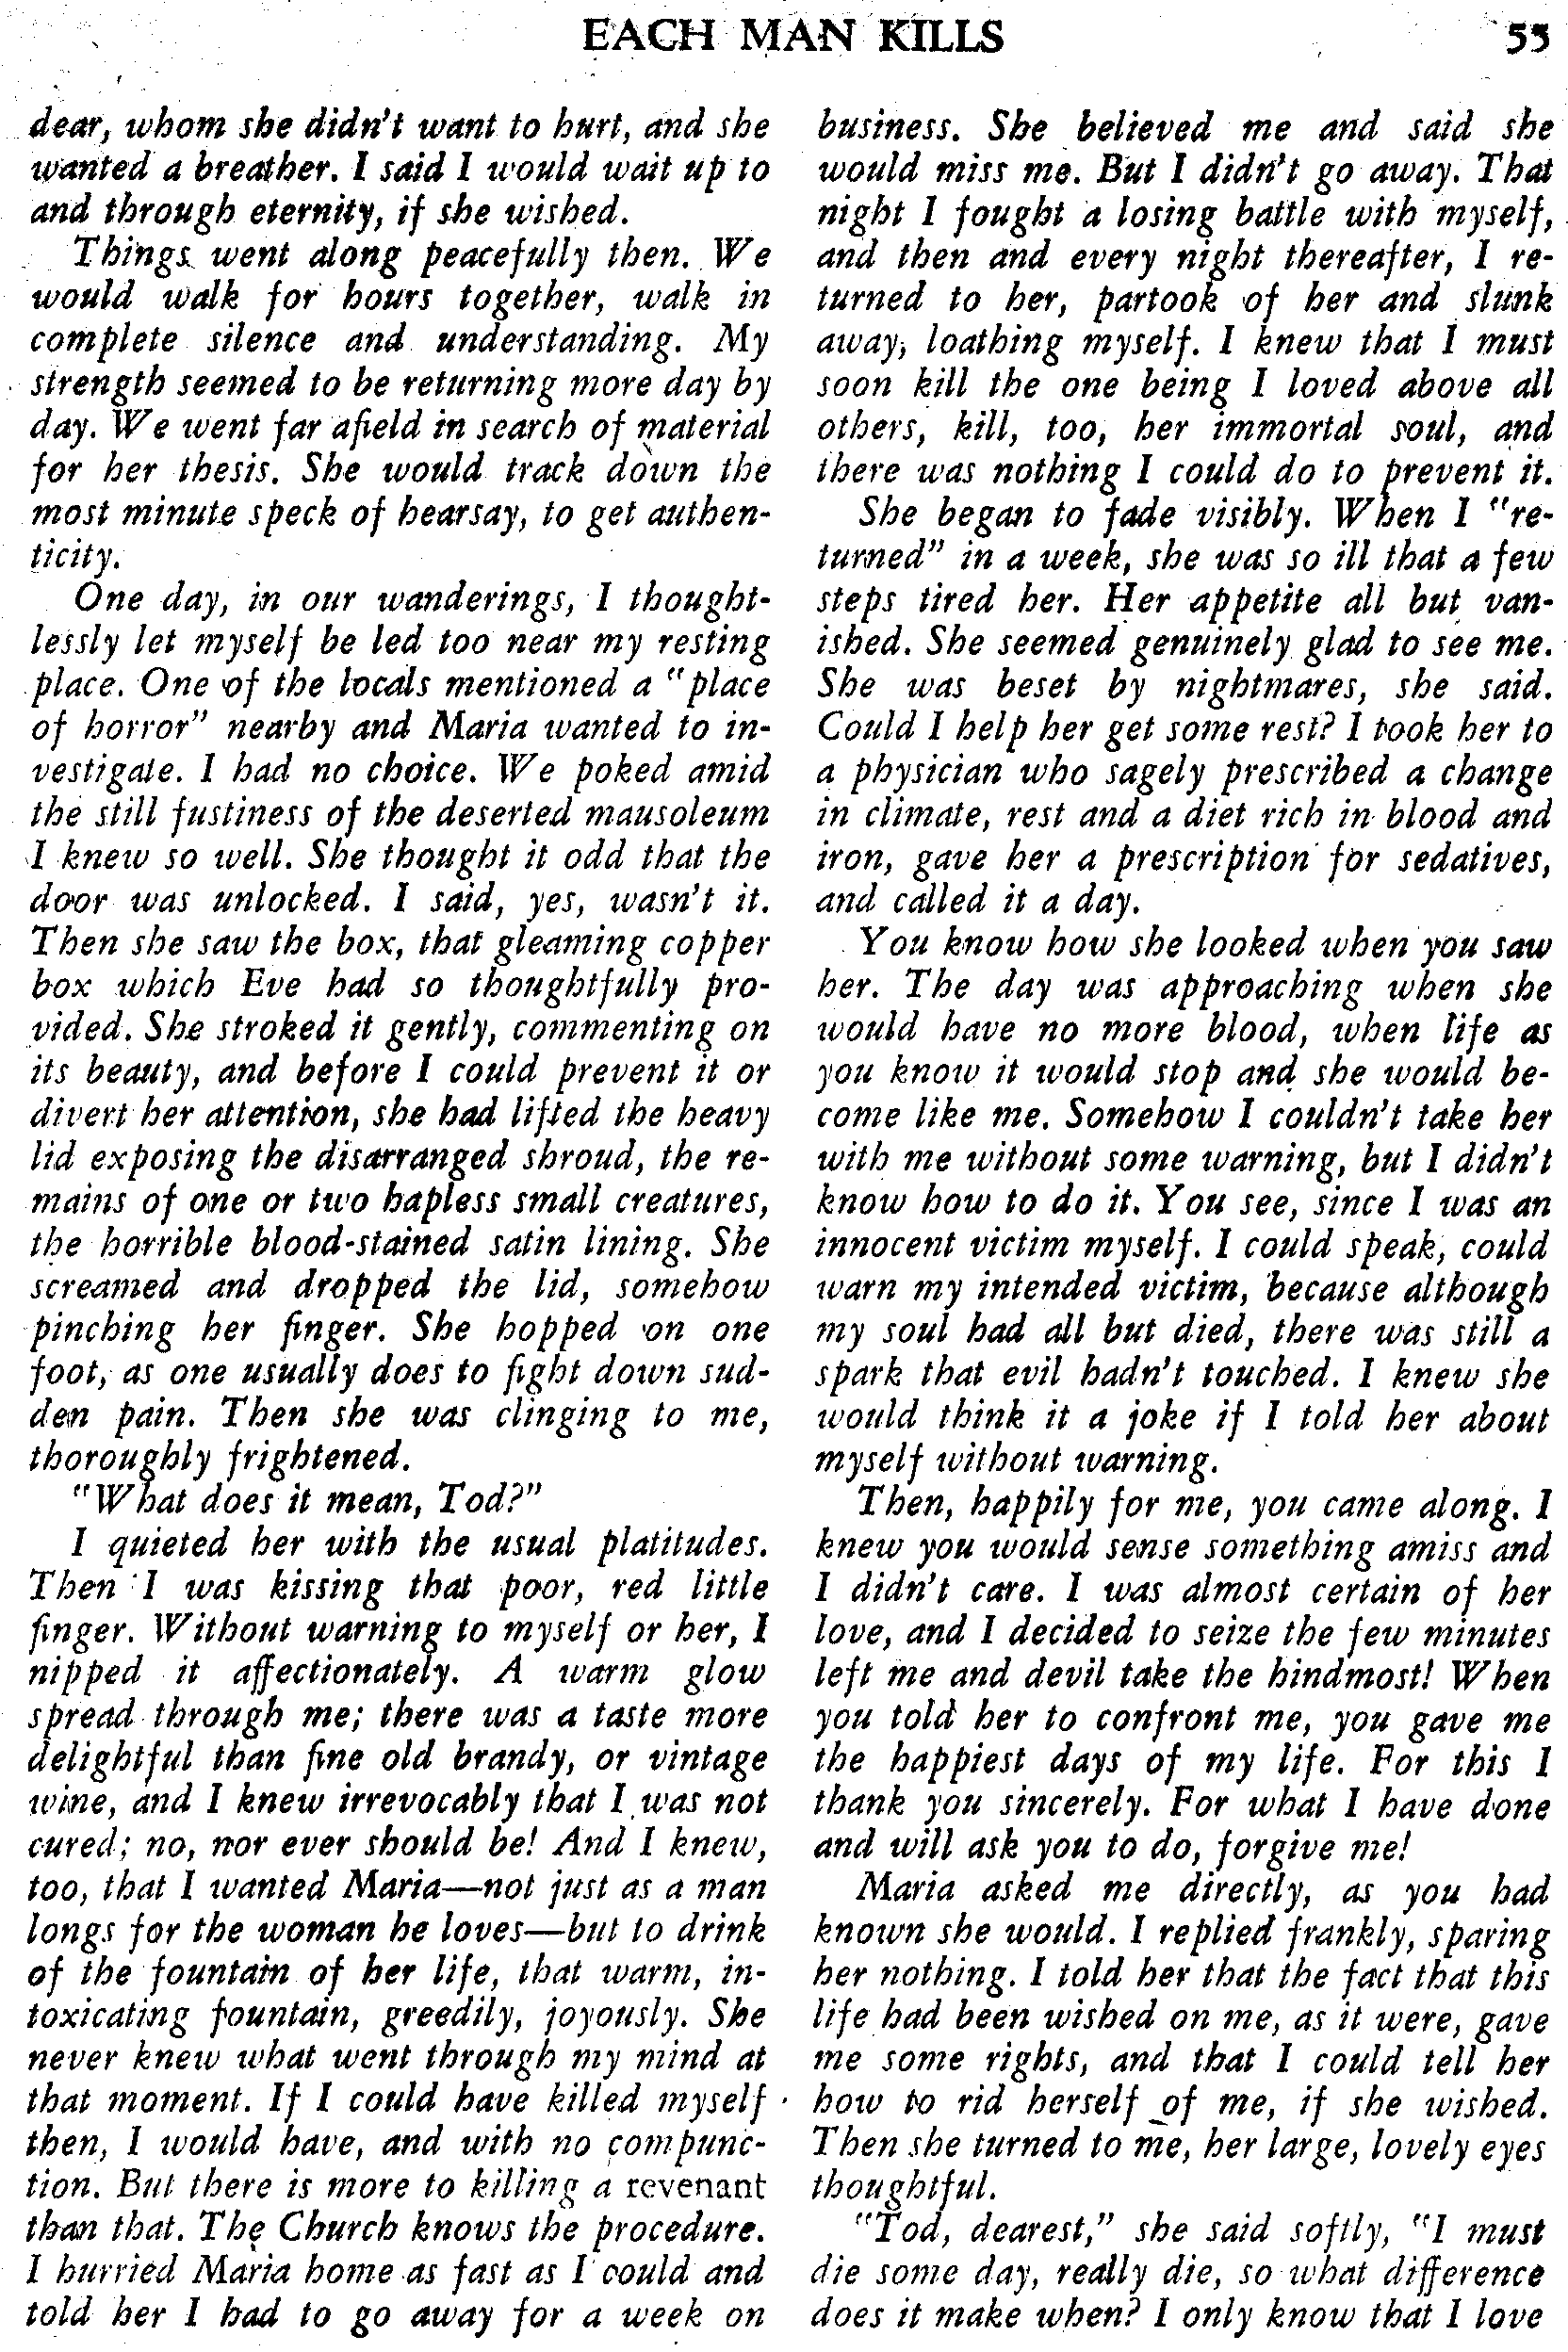 EACH MAN KILLS 55
dear, whom she didn't want to hurt, and she
wanted a breather. I said I would wait up to
and through eternity, if she wished.
Things went along peacefully then. We
would walk for hours together, walk in
complete silence and understanding. My
strength seemed to be returning more day by
day. We went far afield in search of material
for her thesis. She would track down the
most minute speck of hearsay, to get authen-
ticity.
One day, in our wanderings, I thought-
lessly let myself be led too near my resting
place. One of the locals mentioned a "place
of horror" nearby and Maria wanted to in-
vestigate. I had no choice. We poked amid
the still fustiness of the deserted mausoleum
I knew so well. She thought it odd that the
door was unlocked. I said, yes, wasn't it.
Then she saw the box, that gleaming copper
box which Eve had so thoughtfully pro-
vided. She stroked it gently, commenting on
its beauty, and before I could prevent it or
divert her attention, she had lifted the heavy
lid exposing the disarranged shroud, the re-
mains of one or two hapless small creatures,
the horrible blood-stained satin lining. She
screamed and dropped the lid, somehow
pinching her finger. She hopped on one
foot, as one usually does to fight down sud-
den pain. Then she was clinging to me,
thoroughly frightened.
"What does it mean, Tod?"
I quieted her with the usual platitudes.
Then I was kissing that poor, red little
finger. Without warning to myself or her, I
nipped it affectionately. A warm glow
spread through me; there was a taste more
delightful than fine old brandy, or vintage
wine, and I knew irrevocably that I was not
cured; no, nor ever should be! And I knew,
too, that I wanted Maria—not just as a man
longs for the woman he loves—but to drink
of the fountain of her life, that warm, in-
toxicating fountain, greedily, joyously. She
never knew what went through my mind at
that moment. If I could have killed myself
then, I would have, and with no compunc-
tion. But there is more to killing a revenant
than that. The Church knows the procedure.
I hurried Maria home as fast as I could and
told her I had to go away for a week on
business. She believed me and said she
would miss me. But I didn't go away. That
night I fought a losing battle with myself,
and then and every night thereafter, I re-
turned to her, partook of her and slunk
away, loathing myself. I knew that I must
soon kill the one being I loved above all
others, kill, too, her immortal soul, and
there was nothing I could do to prevent it.
She began to fade visibly. When I "re-
turned" in a week, she was so ill that a few
steps tired her. Her appetite all but van-
ished. She seemed genuinely glad to see me.
She was beset by nightmares, she said.
Could I help her get some rest? I took her to
a physician who sagely prescribed a change
in climate, rest and a diet rich in blood and
iron, gave her a prescription for sedatives,
and called it a day.
You know how she looked when you saw
her. The day was approaching when she
would have no more blood, when life as
you know it would stop and she would be-
come like me. Somehow I couldn't take her
with me without some warning, but I didn't
know how to do it. You see, since I was an
innocent victim myself. I could speak, could
warn my intended victim, because although
my soul had all but died, there was still a
spark that evil hadn't touched. I knew she
would think it a joke if I told her about
myself without warning.
Then, happily for me, you came along. I
knew you would sense something amiss and
I didn't care. I was almost certain of her
love, and I decided to seize the few minutes
left me and devil take the hindmost! When
you told her to confront me, you gave me
the happiest days of my life. For this I
thank you sincerely. For what I have done
and will ask you to do, forgive me!
Maria asked me directly, as you had
known she would. I replied frankly, sparing
her nothing. I told her that the fact that this
life had been wished on me, as it were, gave
me some rights, and that I could tell her
how to rid herself of me, if she wished.
Then she turned to me, her large, lovely eyes
thoughtful.
"Tod, dearest," she said softly, "I must
die some day, really die, so what difference
does it make when? I only know that I love